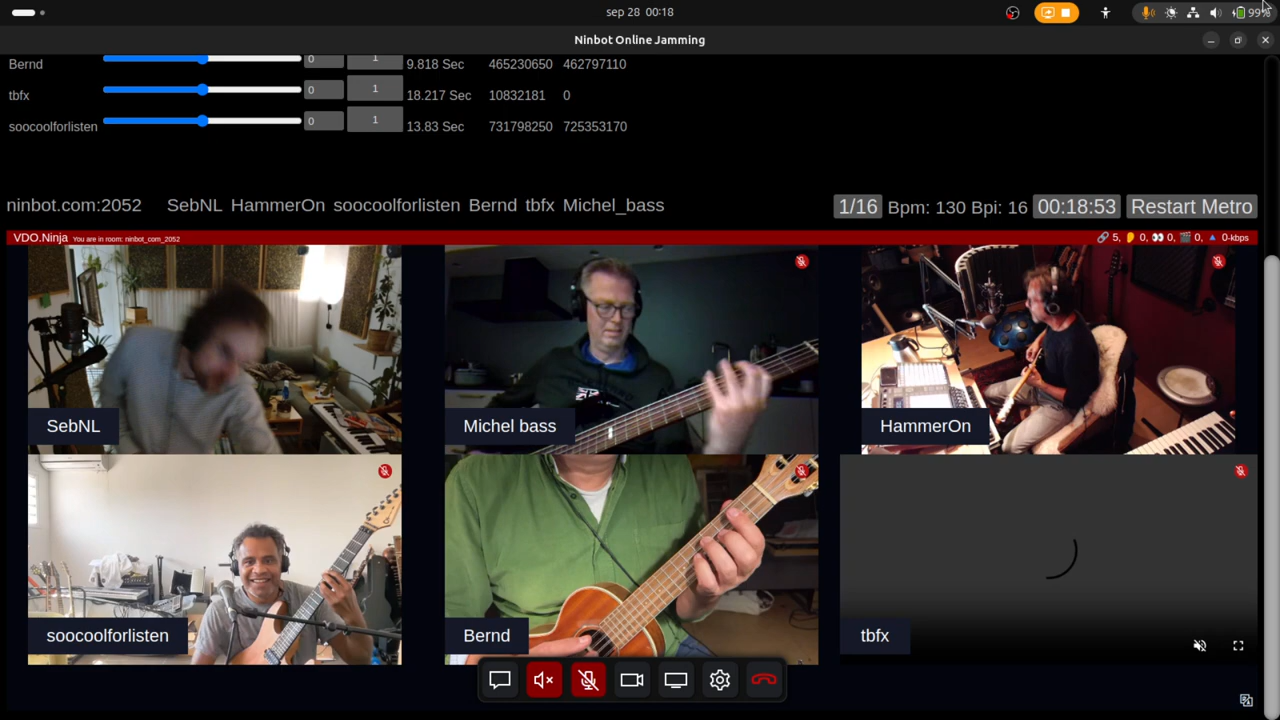 sep 28 00:18
99%
Ninbot Online Jamming
Bernd 0 1 9.818 Sec 465230650 462797110
tbfx 0 1 18.217 Sec 10832181 0
soocoolforlisten 0 1 13.83 Sec 731798250 725353170
ninbot.com:2052 SebNL HammerOn soocoolforlisten Bernd tbfx Michel_bass 1/16 Bpm: 130 Bpi: 16 00:18:53 Restart Metro
VDO.Ninja You are in room: ninbot_com_2052 5, 0, 0, 0, 0-kbps
SebNL
Michel bass
HammerOn
soocoolforlisten
Bernd
tbfx